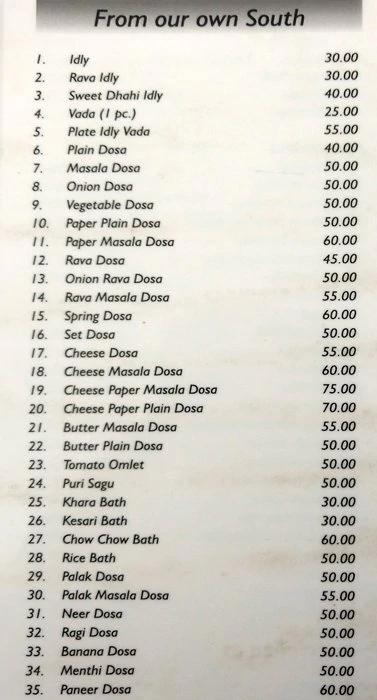 From our own South
1. Idly 30.00
2. Rava Idly 30.00
3. Sweet Dhahi Idly 40.00
4. Vada (1 pc.) 25.00
5. Plate Idly Vada 55.00
6. Plain Dosa 40.00
7. Masala Dosa 50.00
8. Onion Dosa 50.00
9. Vegetable Dosa 50.00
10. Paper Plain Dosa 50.00
11. Paper Masala Dosa 60.00
12. Rava Dosa 45.00
13. Onion Rava Dosa 50.00
14. Rava Masala Dosa 55.00
15. Spring Dosa 60.00
16. Set Dosa 50.00
17. Cheese Dosa 55.00
18. Cheese Masala Dosa 60.00
19. Cheese Paper Masala Dosa 75.00
20. Cheese Paper Plain Dosa 70.00
21. Butter Masala Dosa 55.00
22. Butter Plain Dosa 50.00
23. Tomato Omlet 50.00
24. Puri Sagu 50.00
25. Khara Bath 30.00
26. Kesari Bath 30.00
27. Chow Chow Bath 60.00
28. Rice Bath 50.00
29. Palak Dosa 50.00
30. Palak Masala Dosa 55.00
31. Neer Dosa 50.00
32. Ragi Dosa 50.00
33. Banana Dosa 50.00
34. Menthi Dosa 50.00
35. Paneer Dosa 60.00